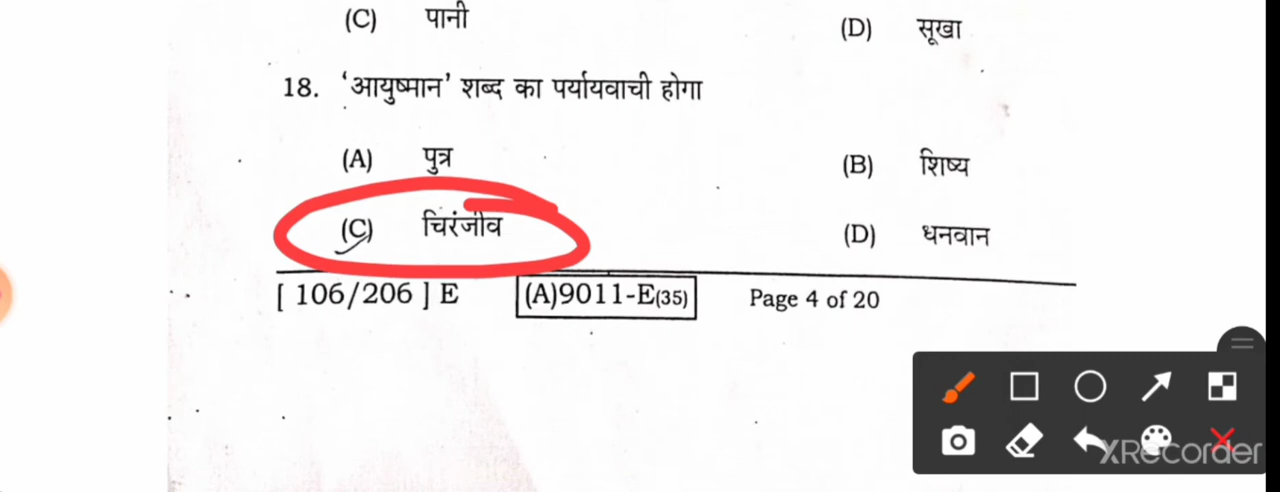 (C) पानी (D) सूखा
18. 'आयुष्मान' शब्द का पर्यायवाची होगा
(A) पुत्र (B) शिष्य
(C) चिरंजीव (D) धनवान
[ 106/206 ] E (A)9011-E(35) Page 4 of 20
XRecorder